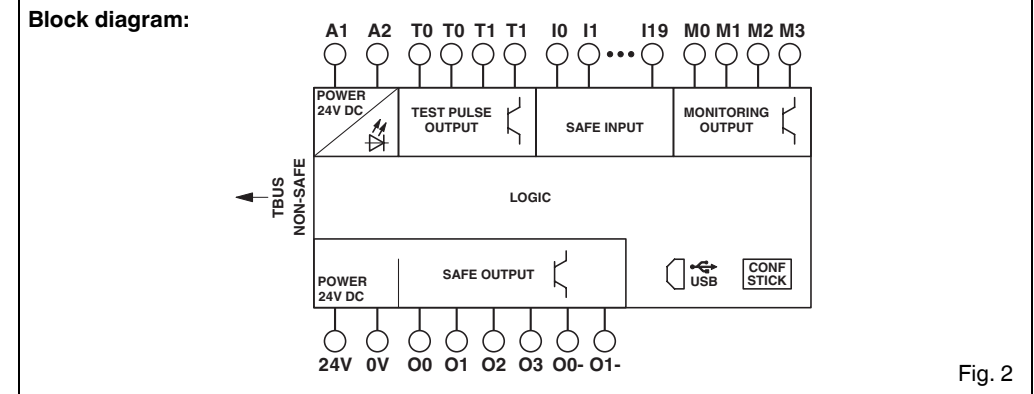 Block diagram:
A1 A2 T0 T0 T1 T1 I0 I1 ••• I19 M0 M1 M2 M3
POWER
24V DC
TEST PULSE
OUTPUT
SAFE INPUT
MONITORING
OUTPUT
TBUS
NON-SAFE
LOGIC
POWER
24V DC
SAFE OUTPUT
USB
CONF
STICK
24V 0V O0 O1 O2 O3 O0- O1-
Fig. 2